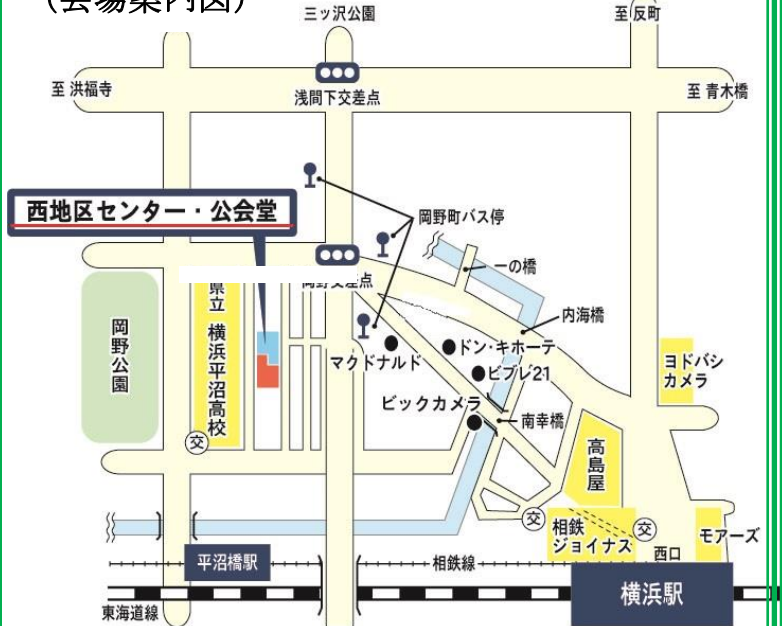 （会場案内図）
三ッ沢公園
至 反町
至 洪福寺
浅間下交差点
至 青木橋
西地区センター・公会堂
岡野町バス停
一の橋
岡野交差点
内海橋
県立 横浜平沼高校
岡野公園
マクドナルド
ドン・キホーテ
ビブレ21
ヨドバシ
カメラ
ビックカメラ
南幸橋
交
高島屋
交
相鉄
ジョイナス
交
西口
モアーズ
平沼橋駅
相鉄線
横浜駅
東海道線